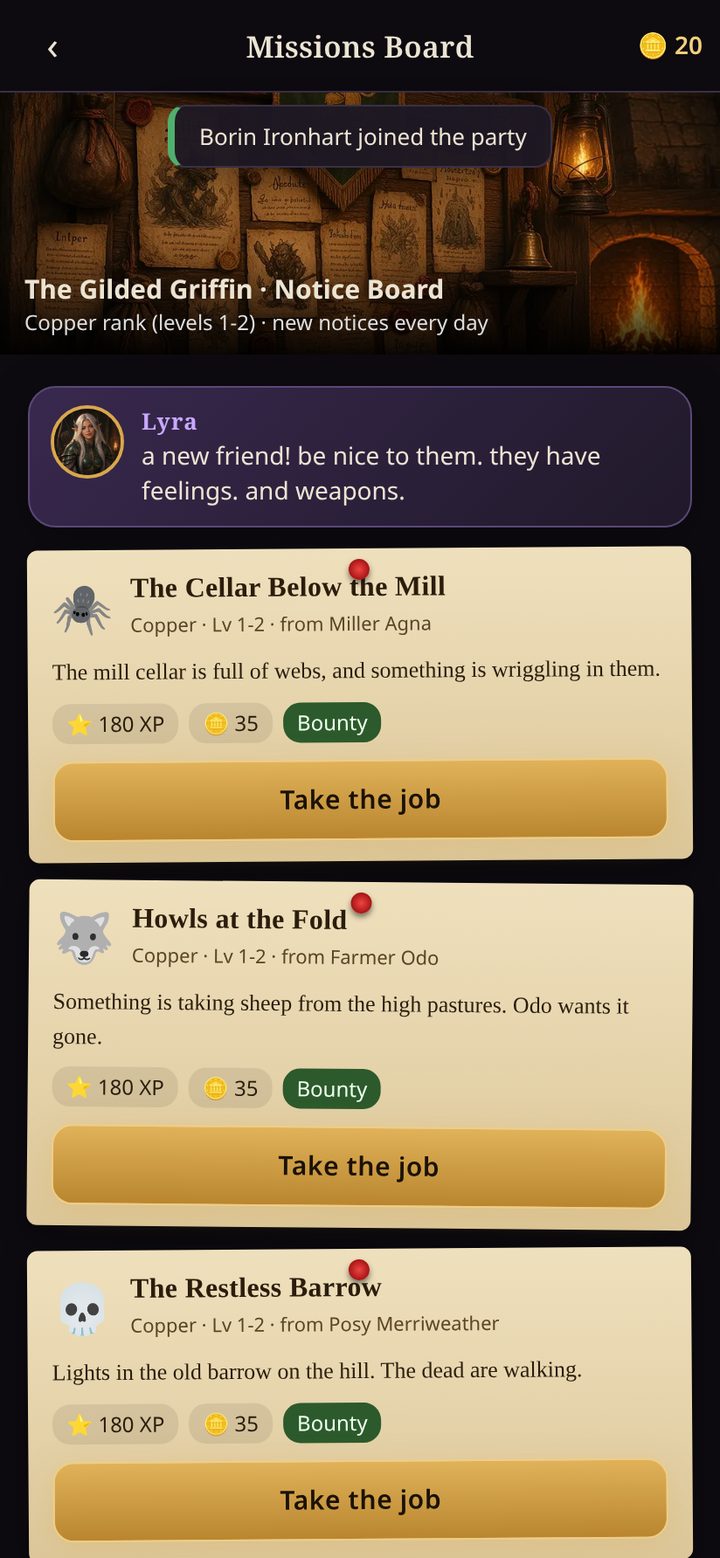 ‹
Missions Board
20
Borin Ironhart joined the party
The Gilded Griffin · Notice Board
Copper rank (levels 1-2) · new notices every day
Lyra
a new friend! be nice to them. they have
feelings. and weapons.
The Cellar Below the Mill
Copper · Lv 1-2 · from Miller Agna
The mill cellar is full of webs, and something is wriggling in them.
180 XP 35 Bounty
Take the job
Howls at the Fold
Copper · Lv 1-2 · from Farmer Odo
Something is taking sheep from the high pastures. Odo wants it
gone.
180 XP 35 Bounty
Take the job
The Restless Barrow
Copper · Lv 1-2 · from Posy Merriweather
Lights in the old barrow on the hill. The dead are walking.
180 XP 35 Bounty
Take the job